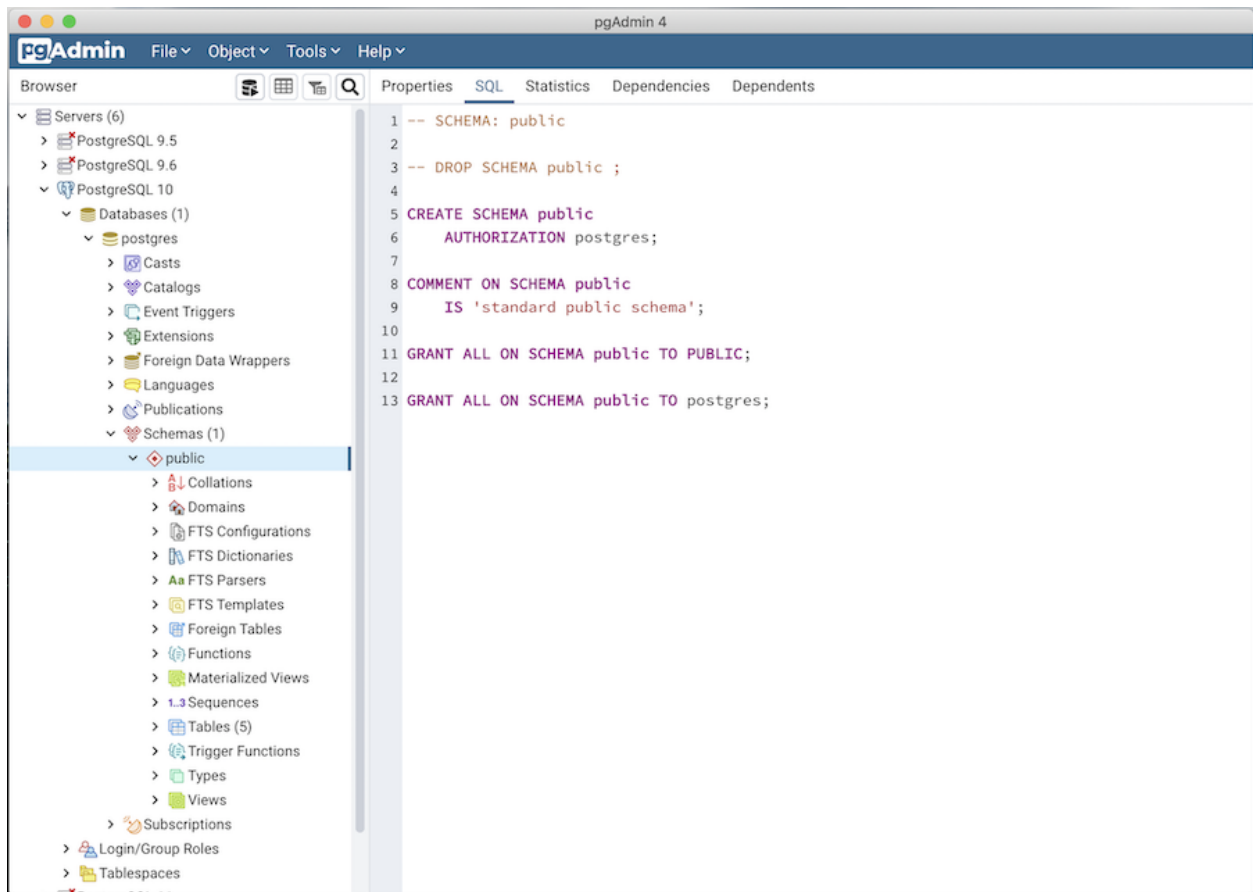 pgAdmin 4
pgAdmin File Object Tools Help
Browser
Properties SQL Statistics Dependencies Dependents
Servers (6)
PostgreSQL 9.5
PostgreSQL 9.6
PostgreSQL 10
Databases (1)
postgres
Casts
Catalogs
Event Triggers
Extensions
Foreign Data Wrappers
Languages
Publications
Schemas (1)
public
Collations
Domains
FTS Configurations
FTS Dictionaries
Aa FTS Parsers
FTS Templates
Foreign Tables
Functions
Materialized Views
1..3 Sequences
Tables (5)
Trigger Functions
Types
Views
Subscriptions
Login/Group Roles
Tablespaces
1 -- SCHEMA: public
2
3 -- DROP SCHEMA public ;
4
5 CREATE SCHEMA public
6 AUTHORIZATION postgres;
7
8 COMMENT ON SCHEMA public
9 IS 'standard public schema';
10
11 GRANT ALL ON SCHEMA public TO PUBLIC;
12
13 GRANT ALL ON SCHEMA public TO postgres;